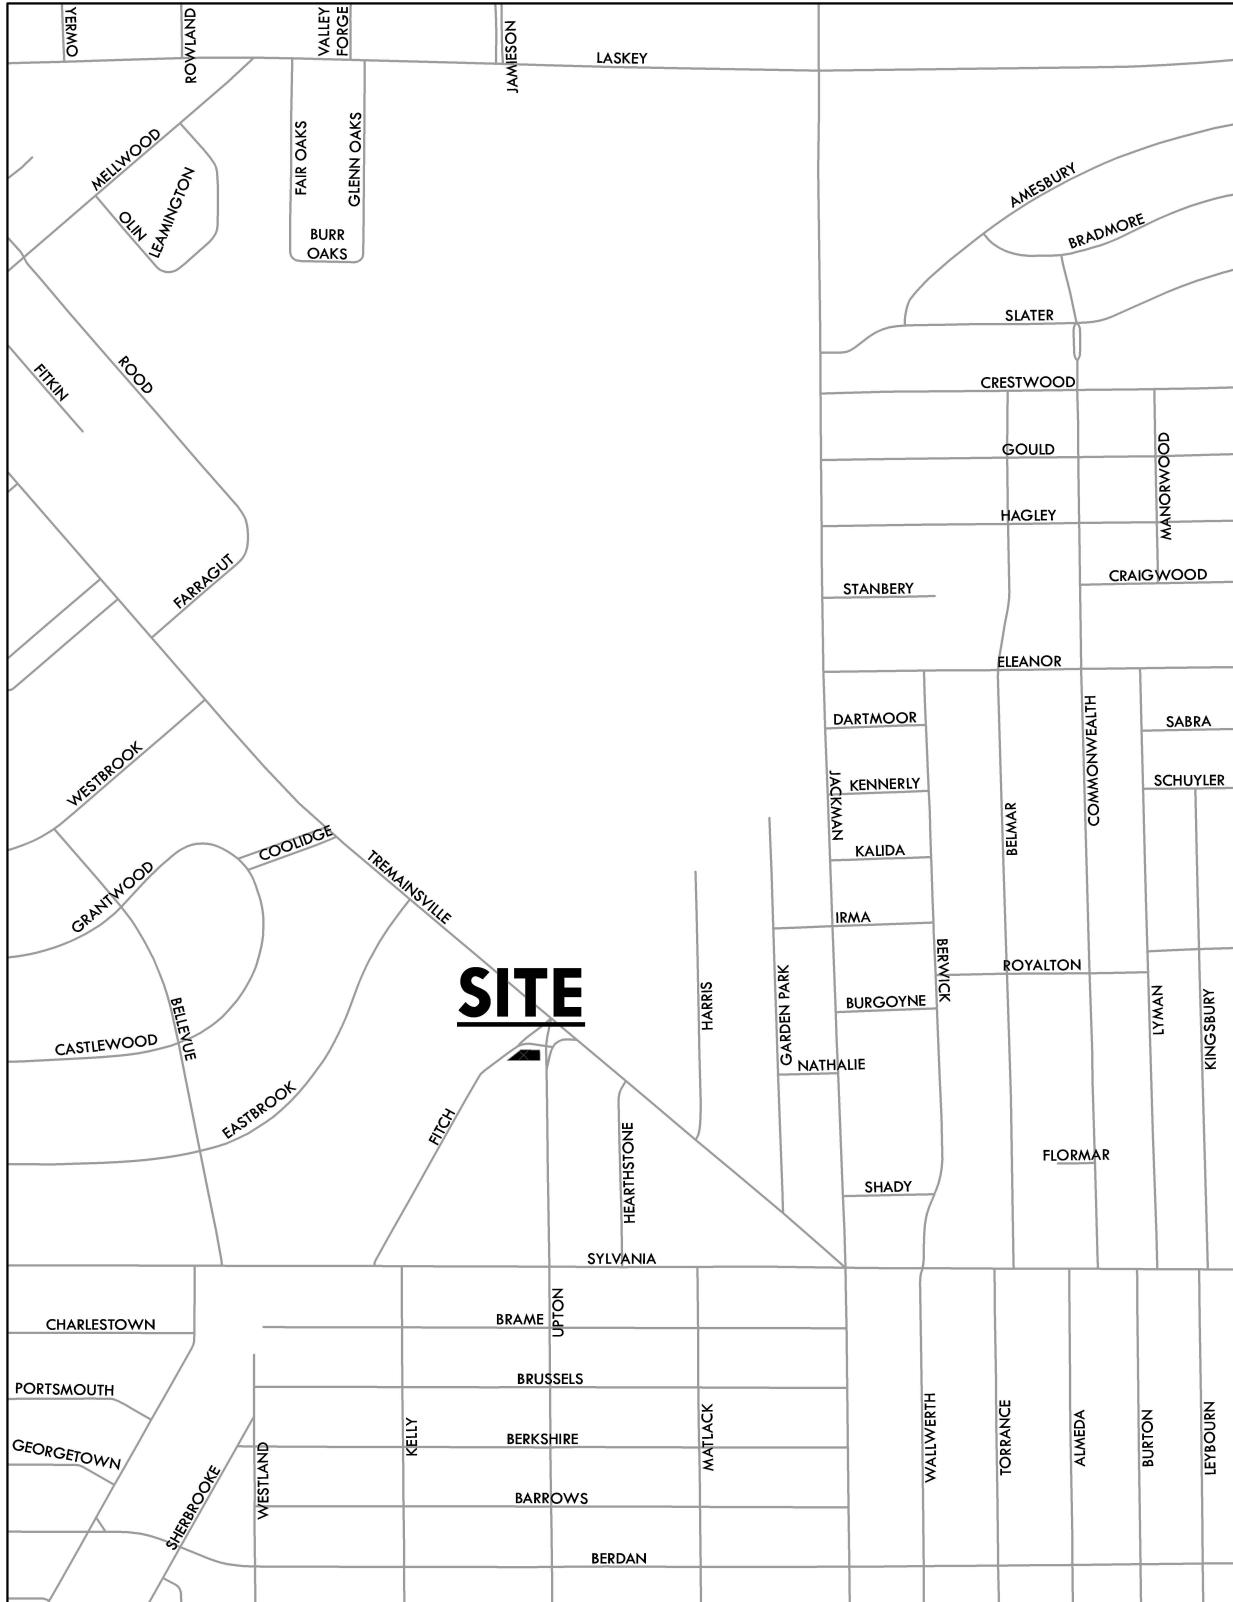 YERMO
ROWLAND
VALLEY
FORGE
JAMIESON
LASKEY
MELLWOOD
OLIN
LEAMINGTON
FAIR OAKS
GLENN OAKS
BURR
OAKS
AMESBURY
BRADMORE
SLATER
FITKIN
ROOD
CRESTWOOD
GOULD
MANORWOOD
HAGLEY
FARRAGUT
STANBERY
CRAIGWOOD
ELEANOR
DARTMOOR
COMMONWEALTH
SABRA
WESTBROOK
JACKMAN
KENNERLY
SCHUYLER
BELMAR
COOLIDGE
KALIDA
GRANTWOOD
TREMAINSVILLE
IRMA
SITE
BERWICK
ROYALTON
HARRIS
GARDEN PARK
BURGOYNE
LYMAN
KINGSBURY
BELLEVUE
CASTLEWOOD
NATHALIE
EASTBROOK
FITCH
HEARTHSTONE
FLORMAR
SHADY
SYLVANIA
CHARLESTOWN
BRAME
UPTON
PORTSMOUTH
BRUSSELS
GEORGETOWN
KELLY
BERKSHIRE
MATLACK
WALLWERTH
TORRANCE
ALMEDA
BURTON
LEYBOURN
WESTLAND
SHERBROOKE
BARROWS
BERDAN